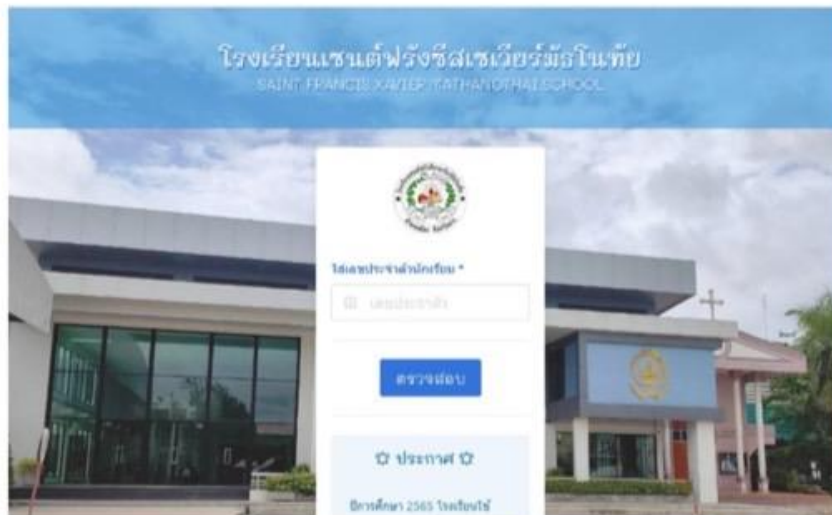 โรงเรียนเซนต์ฟรังซีสเซเวียร์มัธโนทัย
SAINT FRANCIS XAVIER MATHANOTHAI SCHOOL
ใส่เลขประจำตัวนักเรียน *
เลขประจำตัว
ตรวจสอบ
ประกาศ
ปีการศึกษา 2565 โรงเรียนใช้